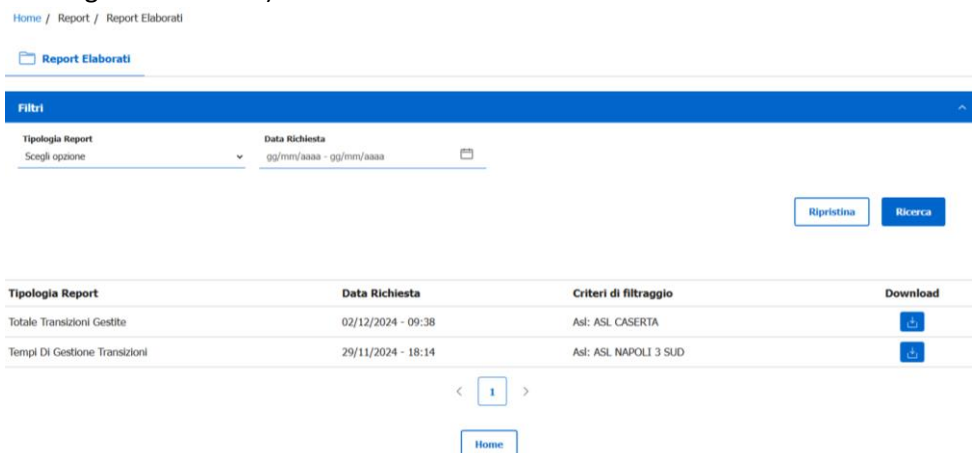 Home / Report / Report Elaborati
Report Elaborati
Filtri
Tipologia Report Data Richiesta
Scegli opzione gg/mm/aaaa - gg/mm/aaaa
Ripristina Ricerca
Tipologia Report Data Richiesta Criteri di filtraggio Download
Totale Transizioni Gestite 02/12/2024 - 09:38 Asl: ASL CASERTA
Tempi Di Gestione Transizioni 29/11/2024 - 18:14 Asl: ASL NAPOLI 3 SUD
< 1 >
Home